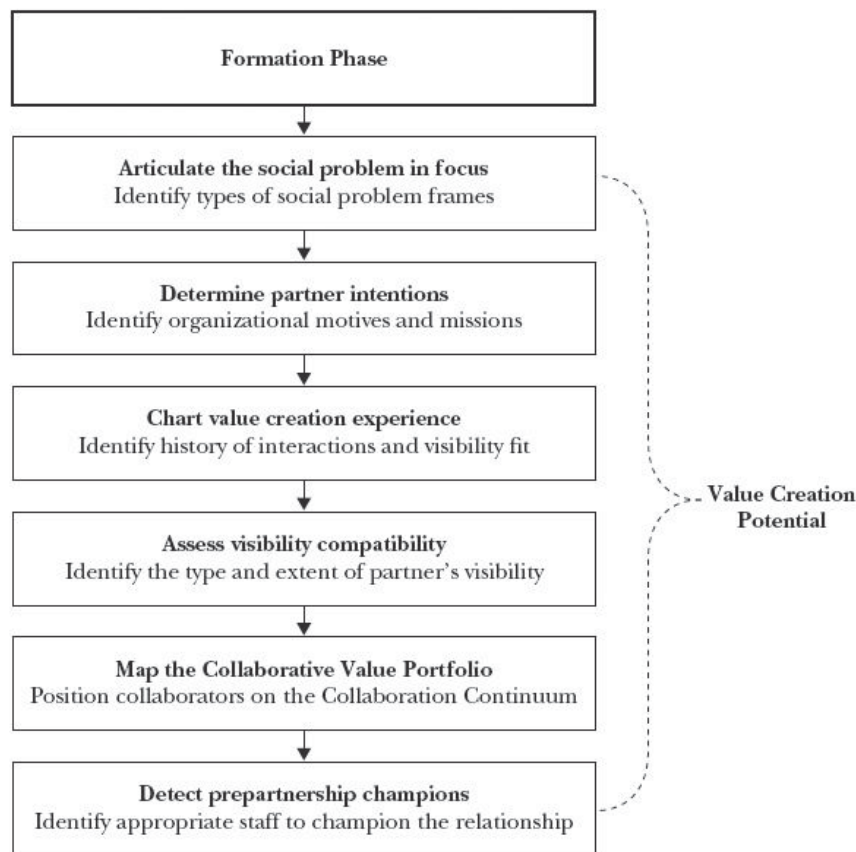 Formation Phase
Articulate the social problem in focus
Identify types of social problem frames
Determine partner intentions
Identify organizational motives and missions
Chart value creation experience
Identify history of interactions and visibility fit
Assess visibility compatibility
Identify the type and extent of partner’s visibility
Map the Collaborative Value Portfolio
Position collaborators on the Collaboration Continuum
Detect prepartnership champions
Identify appropriate staff to champion the relationship
Value Creation
Potential